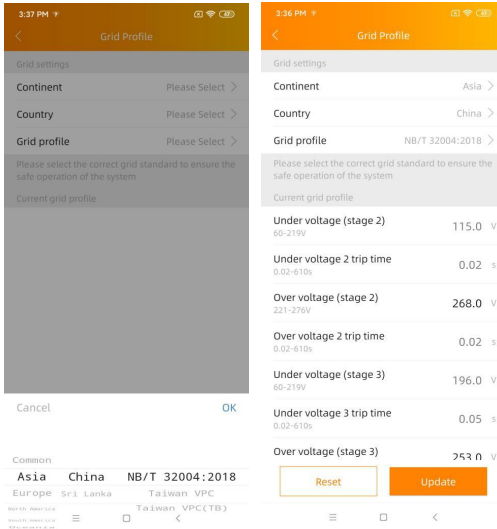 3:37 PM
Grid Profile
Grid settings
Continent Please Select
Country Please Select
Grid profile Please Select
Please select the correct grid standard to ensure the
safe operation of the system
Current grid profile
Cancel OK
Common
Asia China NB/T 32004:2018
Europe Sri Lanka Taiwan VPC
North America Taiwan VPC(TB)
South America
3:36 PM
Grid Profile
Grid settings
Continent Asia
Country China
Grid profile NB/T 32004:2018
Please select the correct grid standard to ensure the
safe operation of the system
Current grid profile
Under voltage (stage 2) 115.0 V
60-219V
Under voltage 2 trip time 0.02 s
0.02-610s
Over voltage (stage 2) 268.0 V
221-276V
Over voltage 2 trip time 0.02 s
0.02-610s
Under voltage (stage 3) 196.0 V
60-219V
Under voltage 3 trip time 0.05 s
0.02-610s
Over voltage (stage 3) 253.0 V
Reset Update